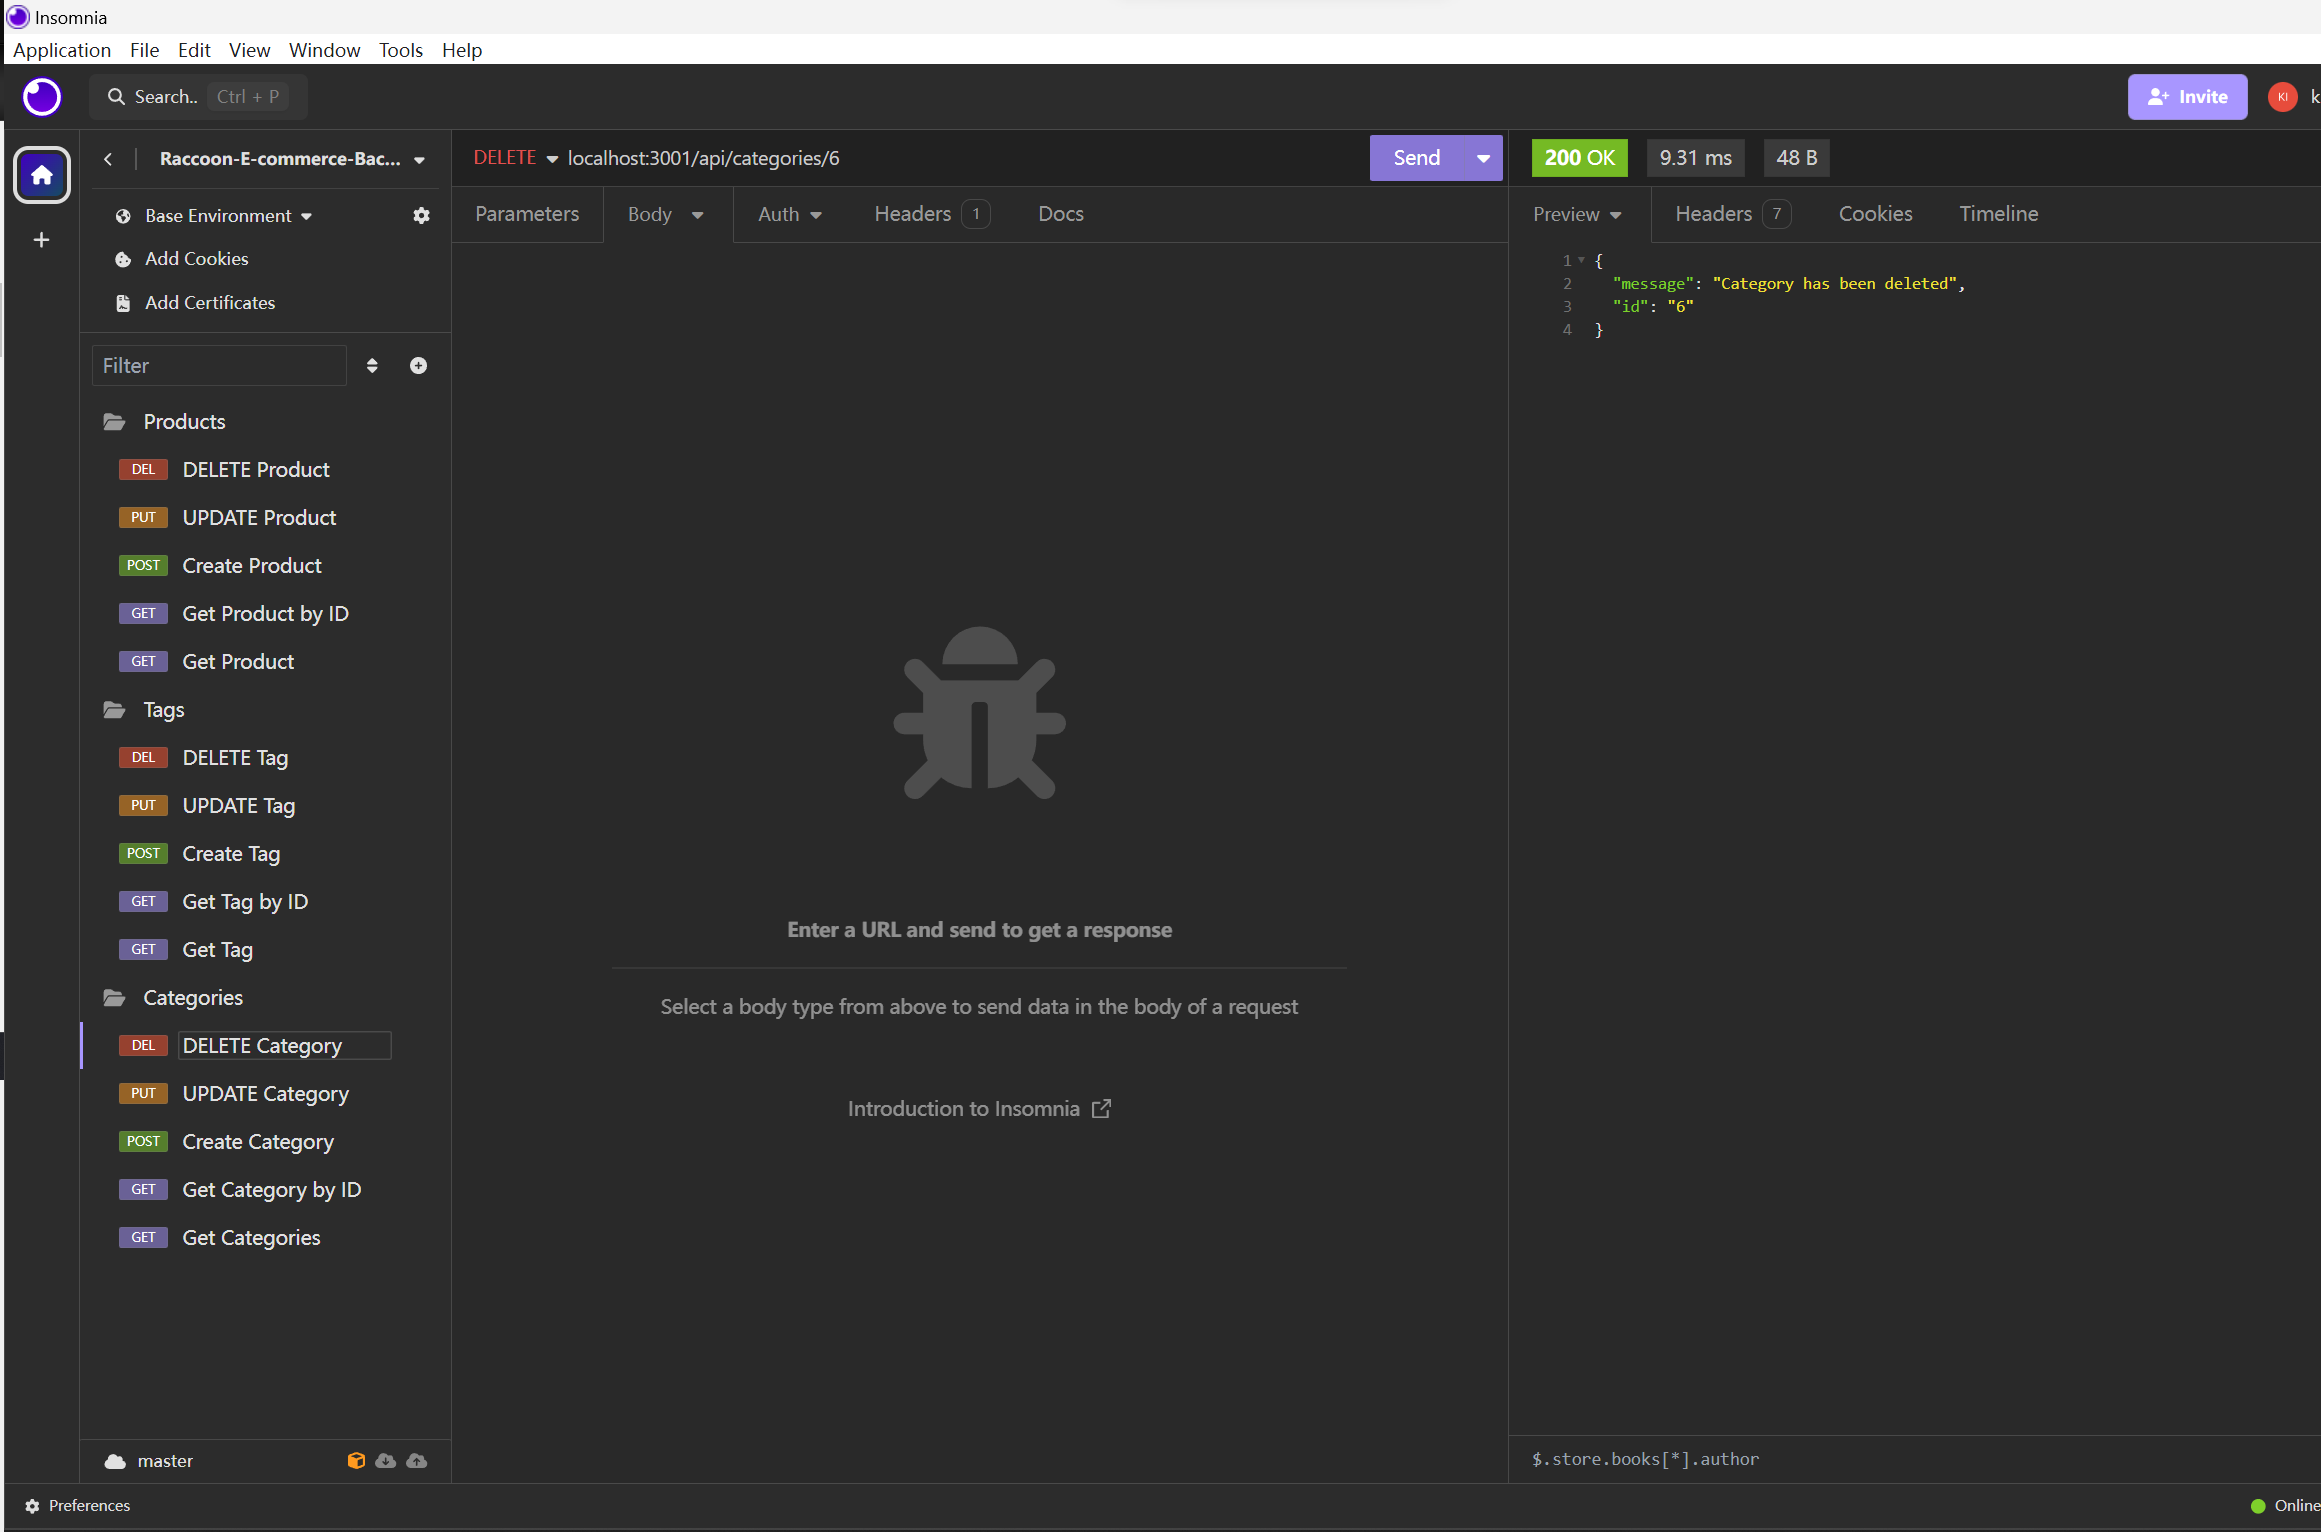 Insomnia
Application File Edit View Window Tools Help
Search.. Ctrl + P
Invite
KI
k
Raccoon-E-commerce-Bac...
Base Environment
Add Cookies
Add Certificates
Filter
Products
DEL DELETE Product
PUT UPDATE Product
POST Create Product
GET Get Product by ID
GET Get Product
Tags
DEL DELETE Tag
PUT UPDATE Tag
POST Create Tag
GET Get Tag by ID
GET Get Tag
Categories
DEL DELETE Category
PUT UPDATE Category
POST Create Category
GET Get Category by ID
GET Get Categories
master
DELETE localhost:3001/api/categories/6
Send
Parameters Body Auth Headers 1 Docs
Enter a URL and send to get a response
Select a body type from above to send data in the body of a request
Introduction to Insomnia
200 OK 9.31 ms 48 B
Preview Headers 7 Cookies Timeline
1 {
2 "message": "Category has been deleted",
3 "id": "6"
4 }
$.store.books[*].author
Preferences
Online